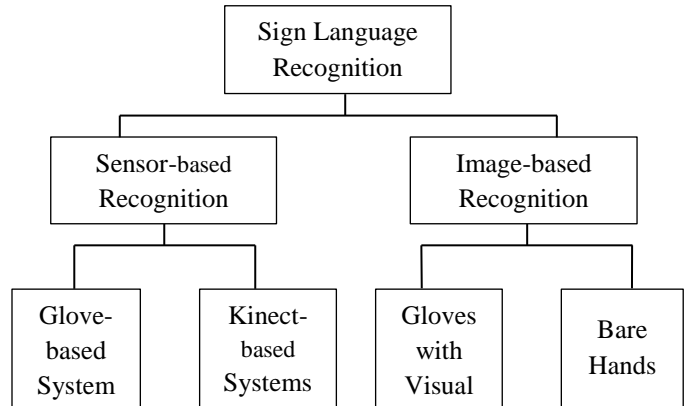 Sign Language
Recognition
Sensor-based
Recognition
Image-based
Recognition
Glove-
based
System
Kinect-
based
Systems
Gloves
with
Visual
Bare
Hands